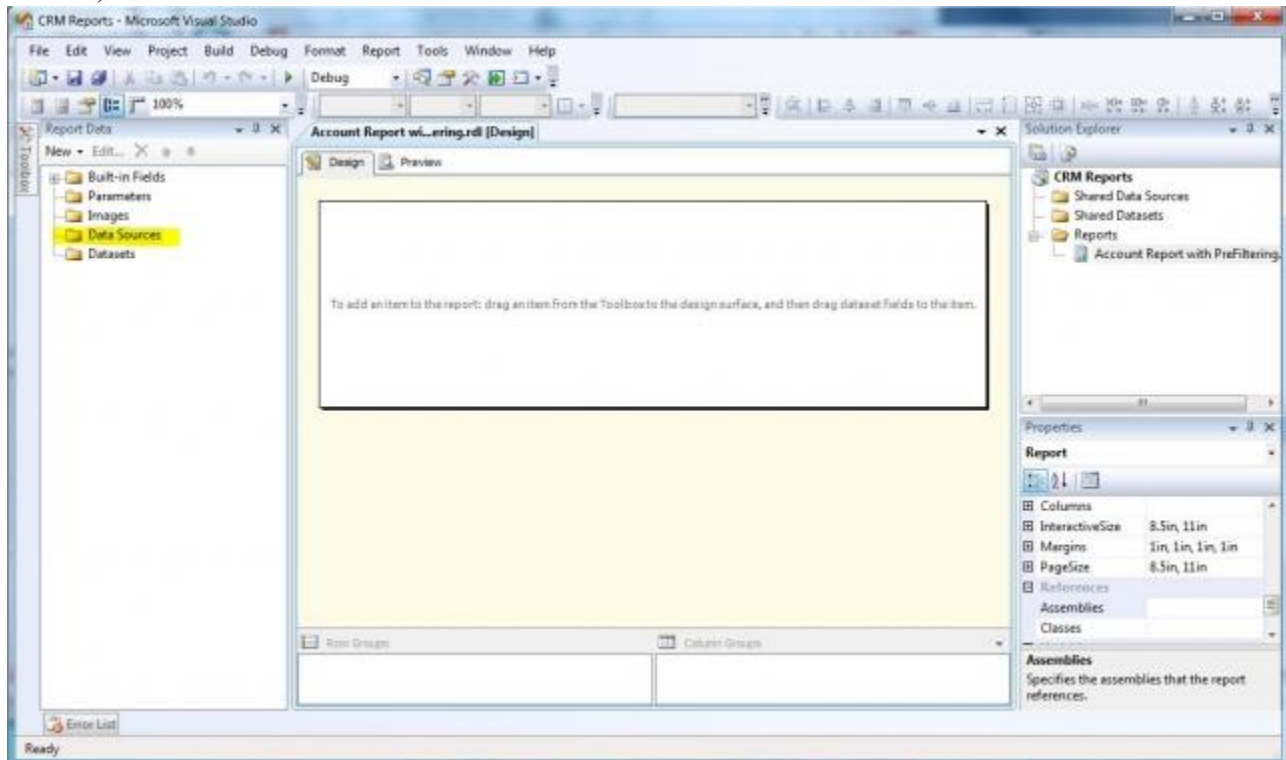 CRM Reports - Microsoft Visual Studio
File Edit View Project Build Debug Format Report Tools Window Help
Debug
100%
Toolbox
Report Data
New Edit...
Built-in Fields
Parameters
Images
Data Sources
Datasets
Account Report wi...ering.rdl [Design]
Design Preview
To add an item to the report: drag an item from the Toolbox to the design surface, and then drag dataset fields to the item.
Row Groups Column Groups
Solution Explorer
CRM Reports
Shared Data Sources
Shared Datasets
Reports
Account Report with PreFiltering.
Properties
Report
Columns
InteractiveSize 8.5in, 11in
Margins 1in, 1in, 1in, 1in
PageSize 8.5in, 11in
References
Assemblies
Classes
Assemblies
Specifies the assemblies that the report
references.
Error List
Ready